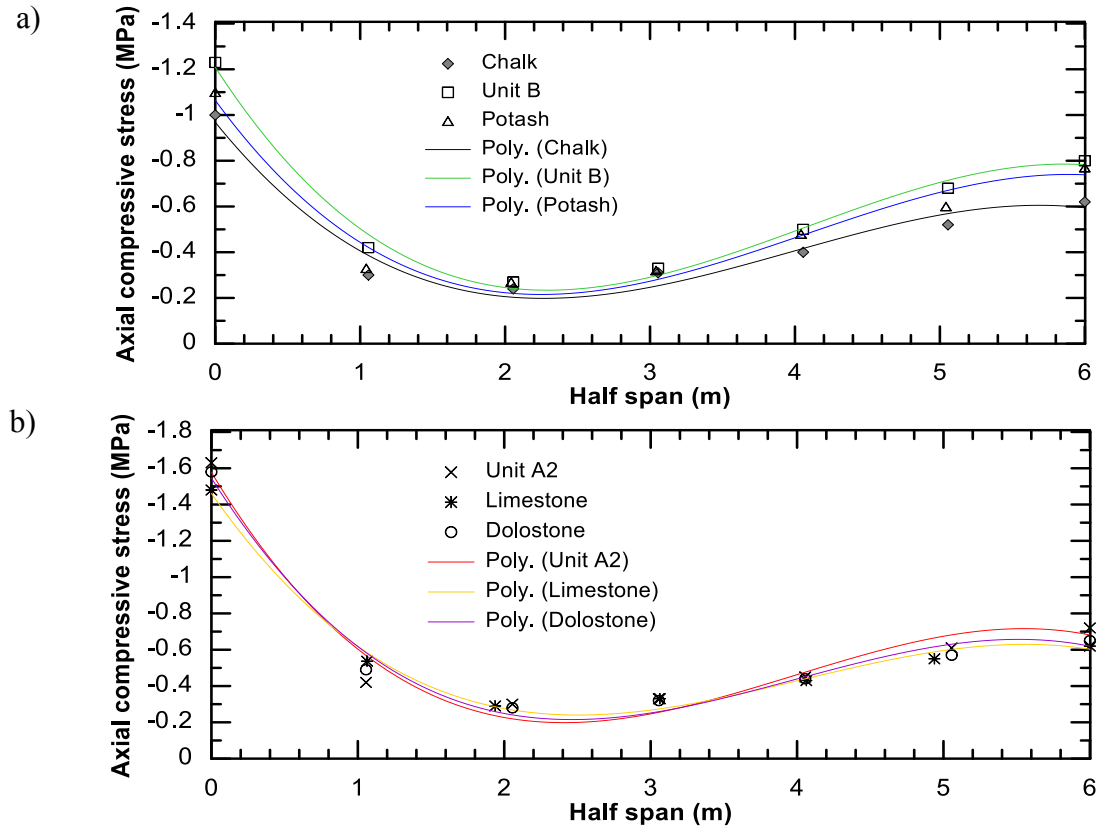 a)
Axial compressive stress (MPa)
-1.4
-1.2
-1
-0.8
-0.6
-0.4
-0.2
0
Chalk
Unit B
Potash
Poly. (Chalk)
Poly. (Unit B)
Poly. (Potash)
0 1 2 3 4 5 6
Half span (m)
b)
Axial compressive stress (MPa)
-1.8
-1.6
-1.4
-1.2
-1
-0.8
-0.6
-0.4
-0.2
0
Unit A2
Limestone
Dolostone
Poly. (Unit A2)
Poly. (Limestone)
Poly. (Dolostone)
0 1 2 3 4 5 6
Half span (m)